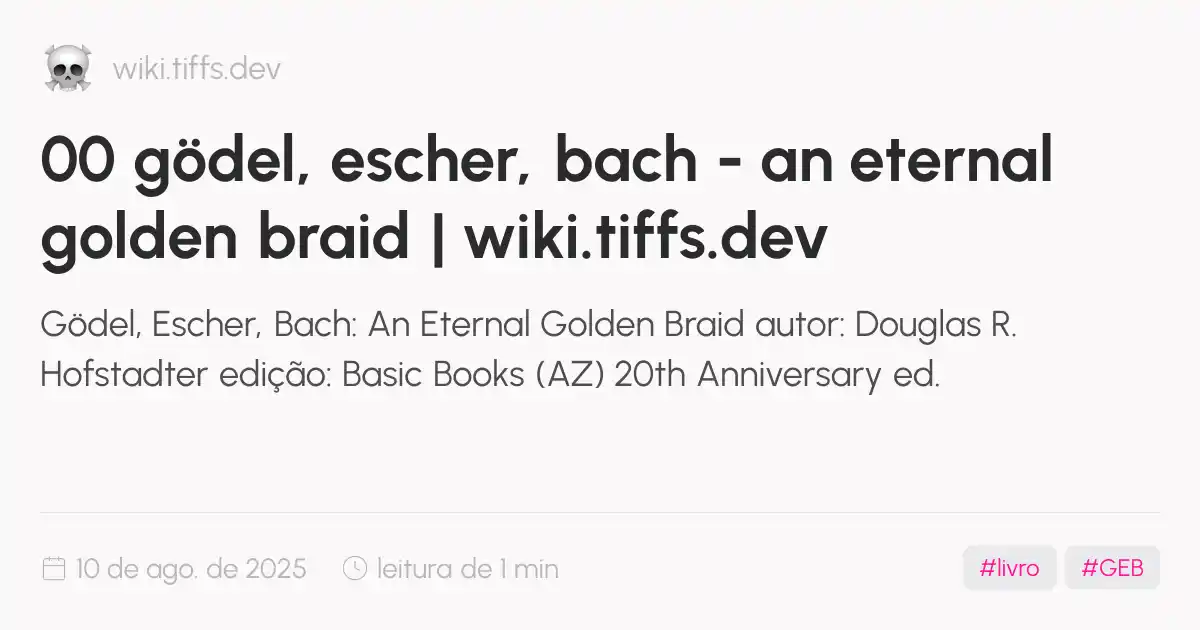 wiki.tiffs.dev
00 gödel, escher, bach - an eternal
golden braid | wiki.tiffs.dev
Gödel, Escher, Bach: An Eternal Golden Braid autor: Douglas R.
Hofstadter edição: Basic Books (AZ) 20th Anniversary ed.
10 de ago. de 2025 leitura de 1 min #livro #GEB